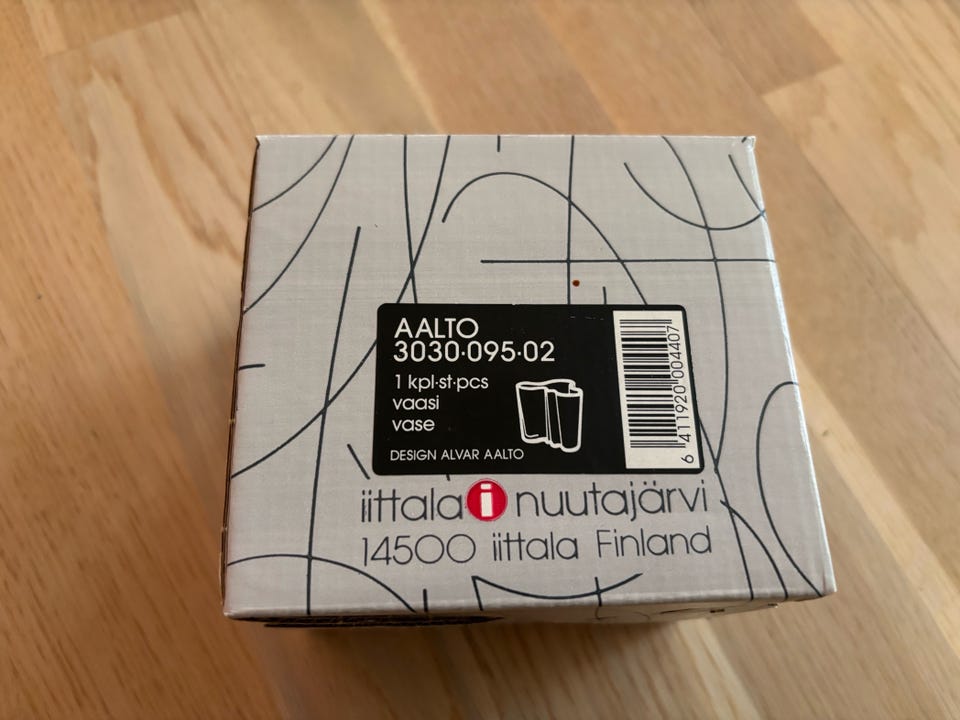 AALTO
3030·095·02
1 kpl·st·pcs
vaasi
vase
DESIGN ALVAR AALTO
6 411920 004407
iittala i nuutajärvi
14500 iittala Finland